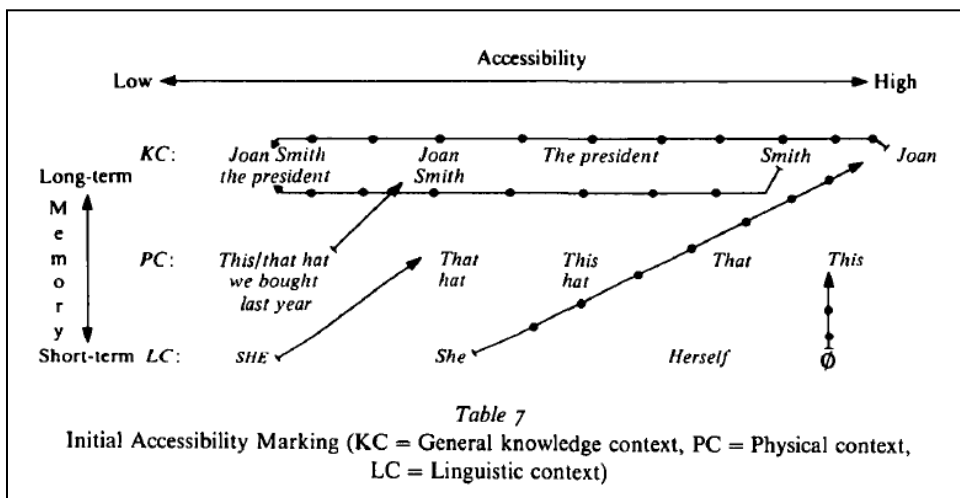 Accessibility
Low High
KC: Joan Smith the president Joan Smith The president Smith Joan
Long-term
Memory
PC: This/that hat we bought last year That hat This hat That This
Short-term LC: SHE She Herself Ø
Table 7
Initial Accessibility Marking (KC = General knowledge context, PC = Physical context,
LC = Linguistic context)